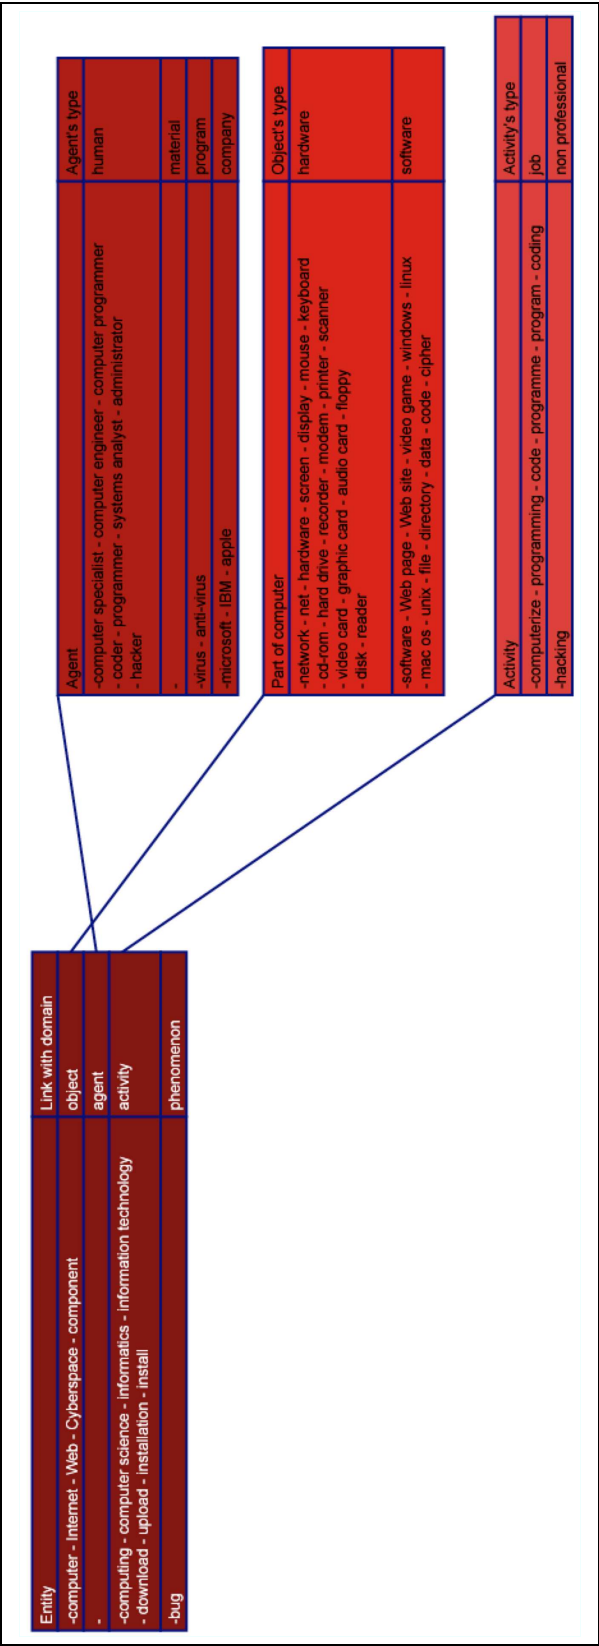 Entity Link with domain
-computer - Internet - Web - Cyberspace - component object
- agent
-computing - computer science - informatics - information technology activity
- download - upload - installation - install
-bug phenomenon
Agent Agent's type
-computer specialist - computer engineer - computer programmer human
- coder - programmer - systems analyst - administrator
- hacker
- material
-virus - anti-virus program
-microsoft - IBM - apple company
Part of computer Object's type
-network - net - hardware - screen - display - mouse - keyboard hardware
- cd-rom - hard drive - recorder - modem - printer - scanner
- video card - graphic card - audio card - floppy
- disk - reader
-software - Web page - Web site - video game - windows - linux software
- mac os - unix - file - directory - data - code - cipher
Activity Activity's type
-computerize - programming - code - programme - program - coding job
-hacking non professional